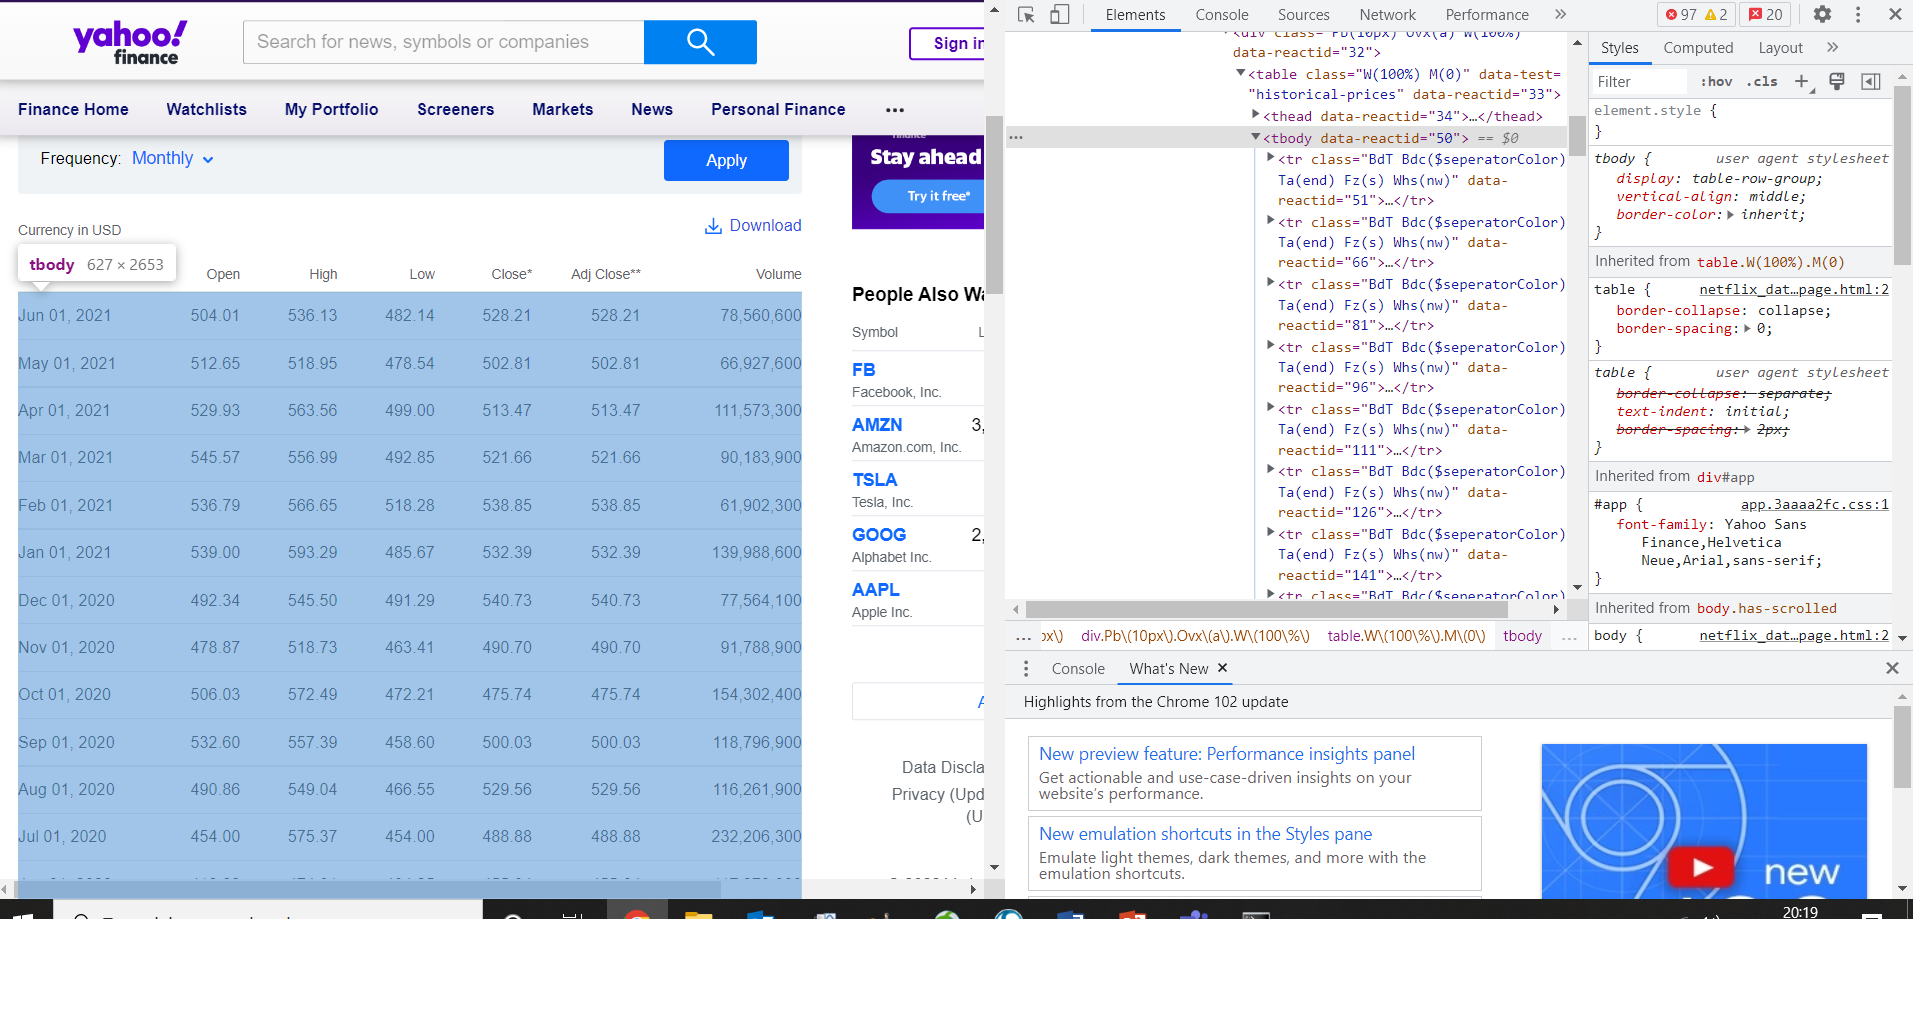 yahoo!
finance
Search for news, symbols or companies
Sign in
Finance Home Watchlists My Portfolio Screeners Markets News Personal Finance ...
Frequency: Monthly
Apply
Stay ahead
Try it free*
Currency in USD
Download
tbody 627 × 2653
Open High Low Close* Adj Close** Volume
Jun 01, 2021 504.01 536.13 482.14 528.21 528.21 78,560,600
May 01, 2021 512.65 518.95 478.54 502.81 502.81 66,927,600
Apr 01, 2021 529.93 563.56 499.00 513.47 513.47 111,573,300
Mar 01, 2021 545.57 556.99 492.85 521.66 521.66 90,183,900
Feb 01, 2021 536.79 566.65 518.28 538.85 538.85 61,902,300
Jan 01, 2021 539.00 593.29 485.67 532.39 532.39 139,988,600
Dec 01, 2020 492.34 545.50 491.29 540.73 540.73 77,564,100
Nov 01, 2020 478.87 518.73 463.41 490.70 490.70 91,788,900
Oct 01, 2020 506.03 572.49 472.21 475.74 475.74 154,302,400
Sep 01, 2020 532.60 557.39 458.60 500.03 500.03 118,796,900
Aug 01, 2020 490.86 549.04 466.55 529.56 529.56 116,261,900
Jul 01, 2020 454.00 575.37 454.00 488.88 488.88 232,206,300
People Also Wa
Symbol L
FB
Facebook, Inc.
AMZN 3,
Amazon.com, Inc.
TSLA
Tesla, Inc.
GOOG 2,
Alphabet Inc.
AAPL
Apple Inc.
A
Data Discla
Privacy (Upd
(U
Elements Console Sources Network Performance »
97 2 20
<div class="Pb(10px) Ovx(a) W(100%)"
data-reactid="32">
<table class="W(100%) M(0)" data-test=
"historical-prices" data-reactid="33">
<thead data-reactid="34">…</thead>
<tbody data-reactid="50"> == $0
<tr class="BdT Bdc($seperatorColor)
Ta(end) Fz(s) Whs(nw)" data-
reactid="51">…</tr>
<tr class="BdT Bdc($seperatorColor)
Ta(end) Fz(s) Whs(nw)" data-
reactid="66">…</tr>
<tr class="BdT Bdc($seperatorColor)
Ta(end) Fz(s) Whs(nw)" data-
reactid="81">…</tr>
<tr class="BdT Bdc($seperatorColor)
Ta(end) Fz(s) Whs(nw)" data-
reactid="96">…</tr>
<tr class="BdT Bdc($seperatorColor)
Ta(end) Fz(s) Whs(nw)" data-
reactid="111">…</tr>
<tr class="BdT Bdc($seperatorColor)
Ta(end) Fz(s) Whs(nw)" data-
reactid="126">…</tr>
<tr class="BdT Bdc($seperatorColor)
Ta(end) Fz(s) Whs(nw)" data-
reactid="141">…</tr>
<tr class="BdT Bdc($seperatorColor)
... px\) div.Pb\(10px\).Ovx\(a\).W\(100\%\) table.W\(100\%\).M\(0\) tbody ...
Styles Computed Layout »
Filter :hov .cls +
element.style {
}
tbody { user agent stylesheet
display: table-row-group;
vertical-align: middle;
border-color: inherit;
}
Inherited from table.W(100%).M(0)
table { netflix_dat…page.html:2
border-collapse: collapse;
border-spacing: 0;
}
table { user agent stylesheet
border-collapse: separate;
text-indent: initial;
border-spacing: 2px;
}
Inherited from div#app
#app { app.3aaaa2fc.css:1
font-family: Yahoo Sans
Finance,Helvetica
Neue,Arial,sans-serif;
}
Inherited from body.has-scrolled
body { netflix_dat…page.html:2
Console What's New
Highlights from the Chrome 102 update
New preview feature: Performance insights panel
Get actionable and use-case-driven insights on your
website's performance.
New emulation shortcuts in the Styles pane
Emulate light themes, dark themes, and more with the
emulation shortcuts.
new
20:19